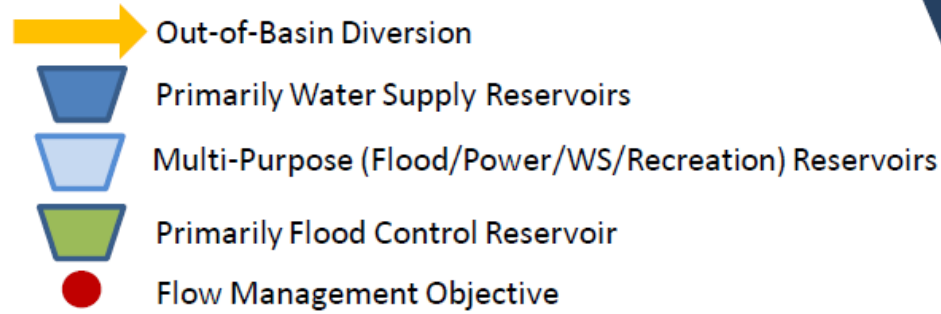 Out-of-Basin Diversion
Primarily Water Supply Reservoirs
Multi-Purpose (Flood/Power/WS/Recreation) Reservoirs
Primarily Flood Control Reservoir
Flow Management Objective